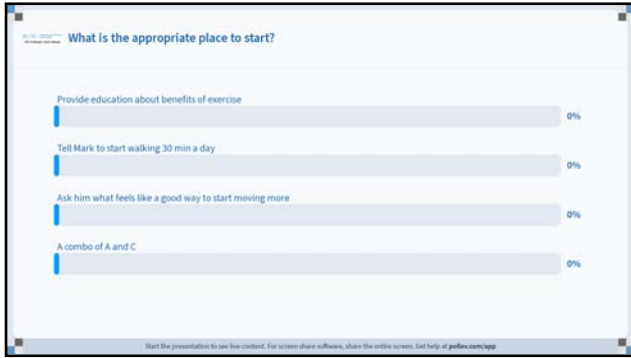 What is the appropriate place to start?
Provide education about benefits of exercise
0%
Tell Mark to start walking 30 min a day
0%
Ask him what feels like a good way to start moving more
0%
A combo of A and C
0%
Start the presentation to see live content. For screen share software, share the entire screen. Get help at pollev.com/app